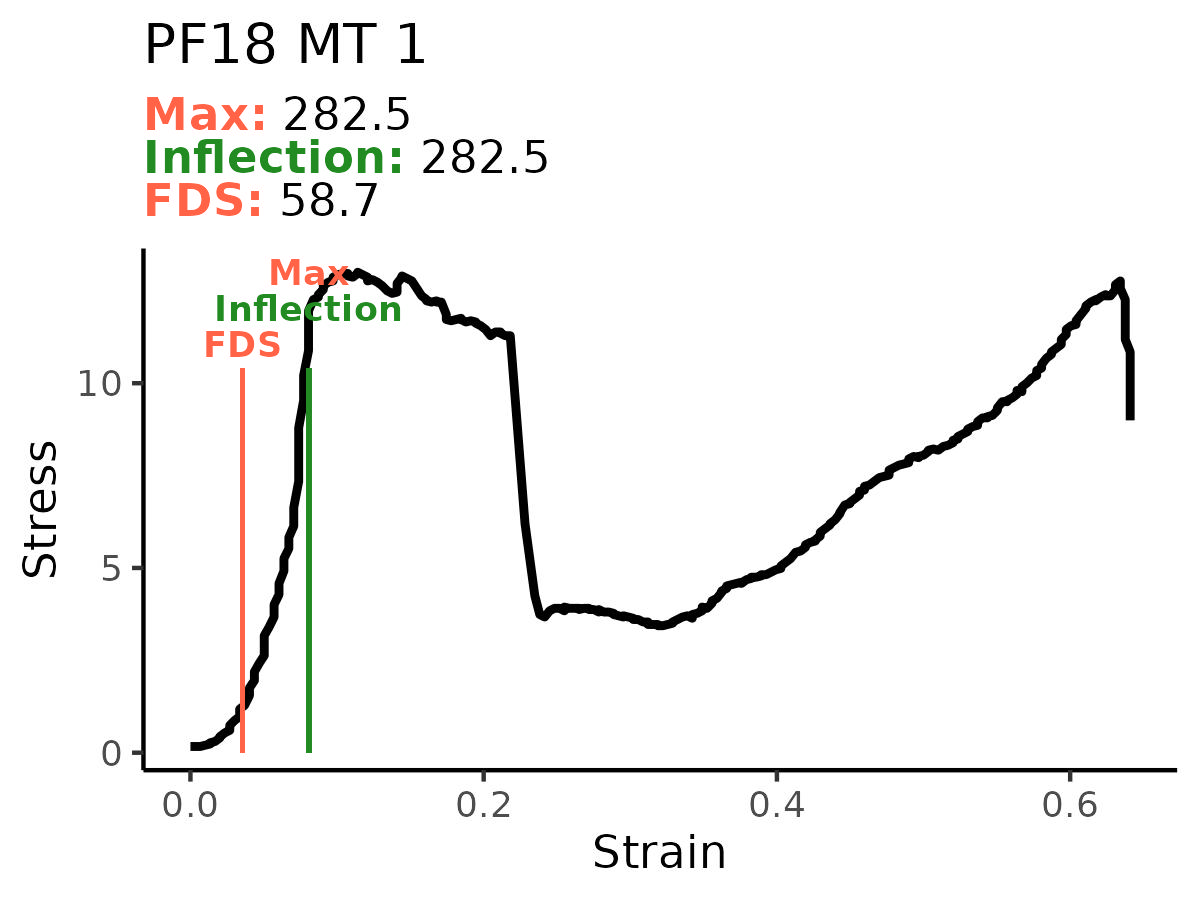 PF18 MT 1
Max: 282.5
Inflection: 282.5
FDS: 58.7
Max
Inflection
FDS
10
5
0
Stress
0.0 0.2 0.4 0.6
Strain